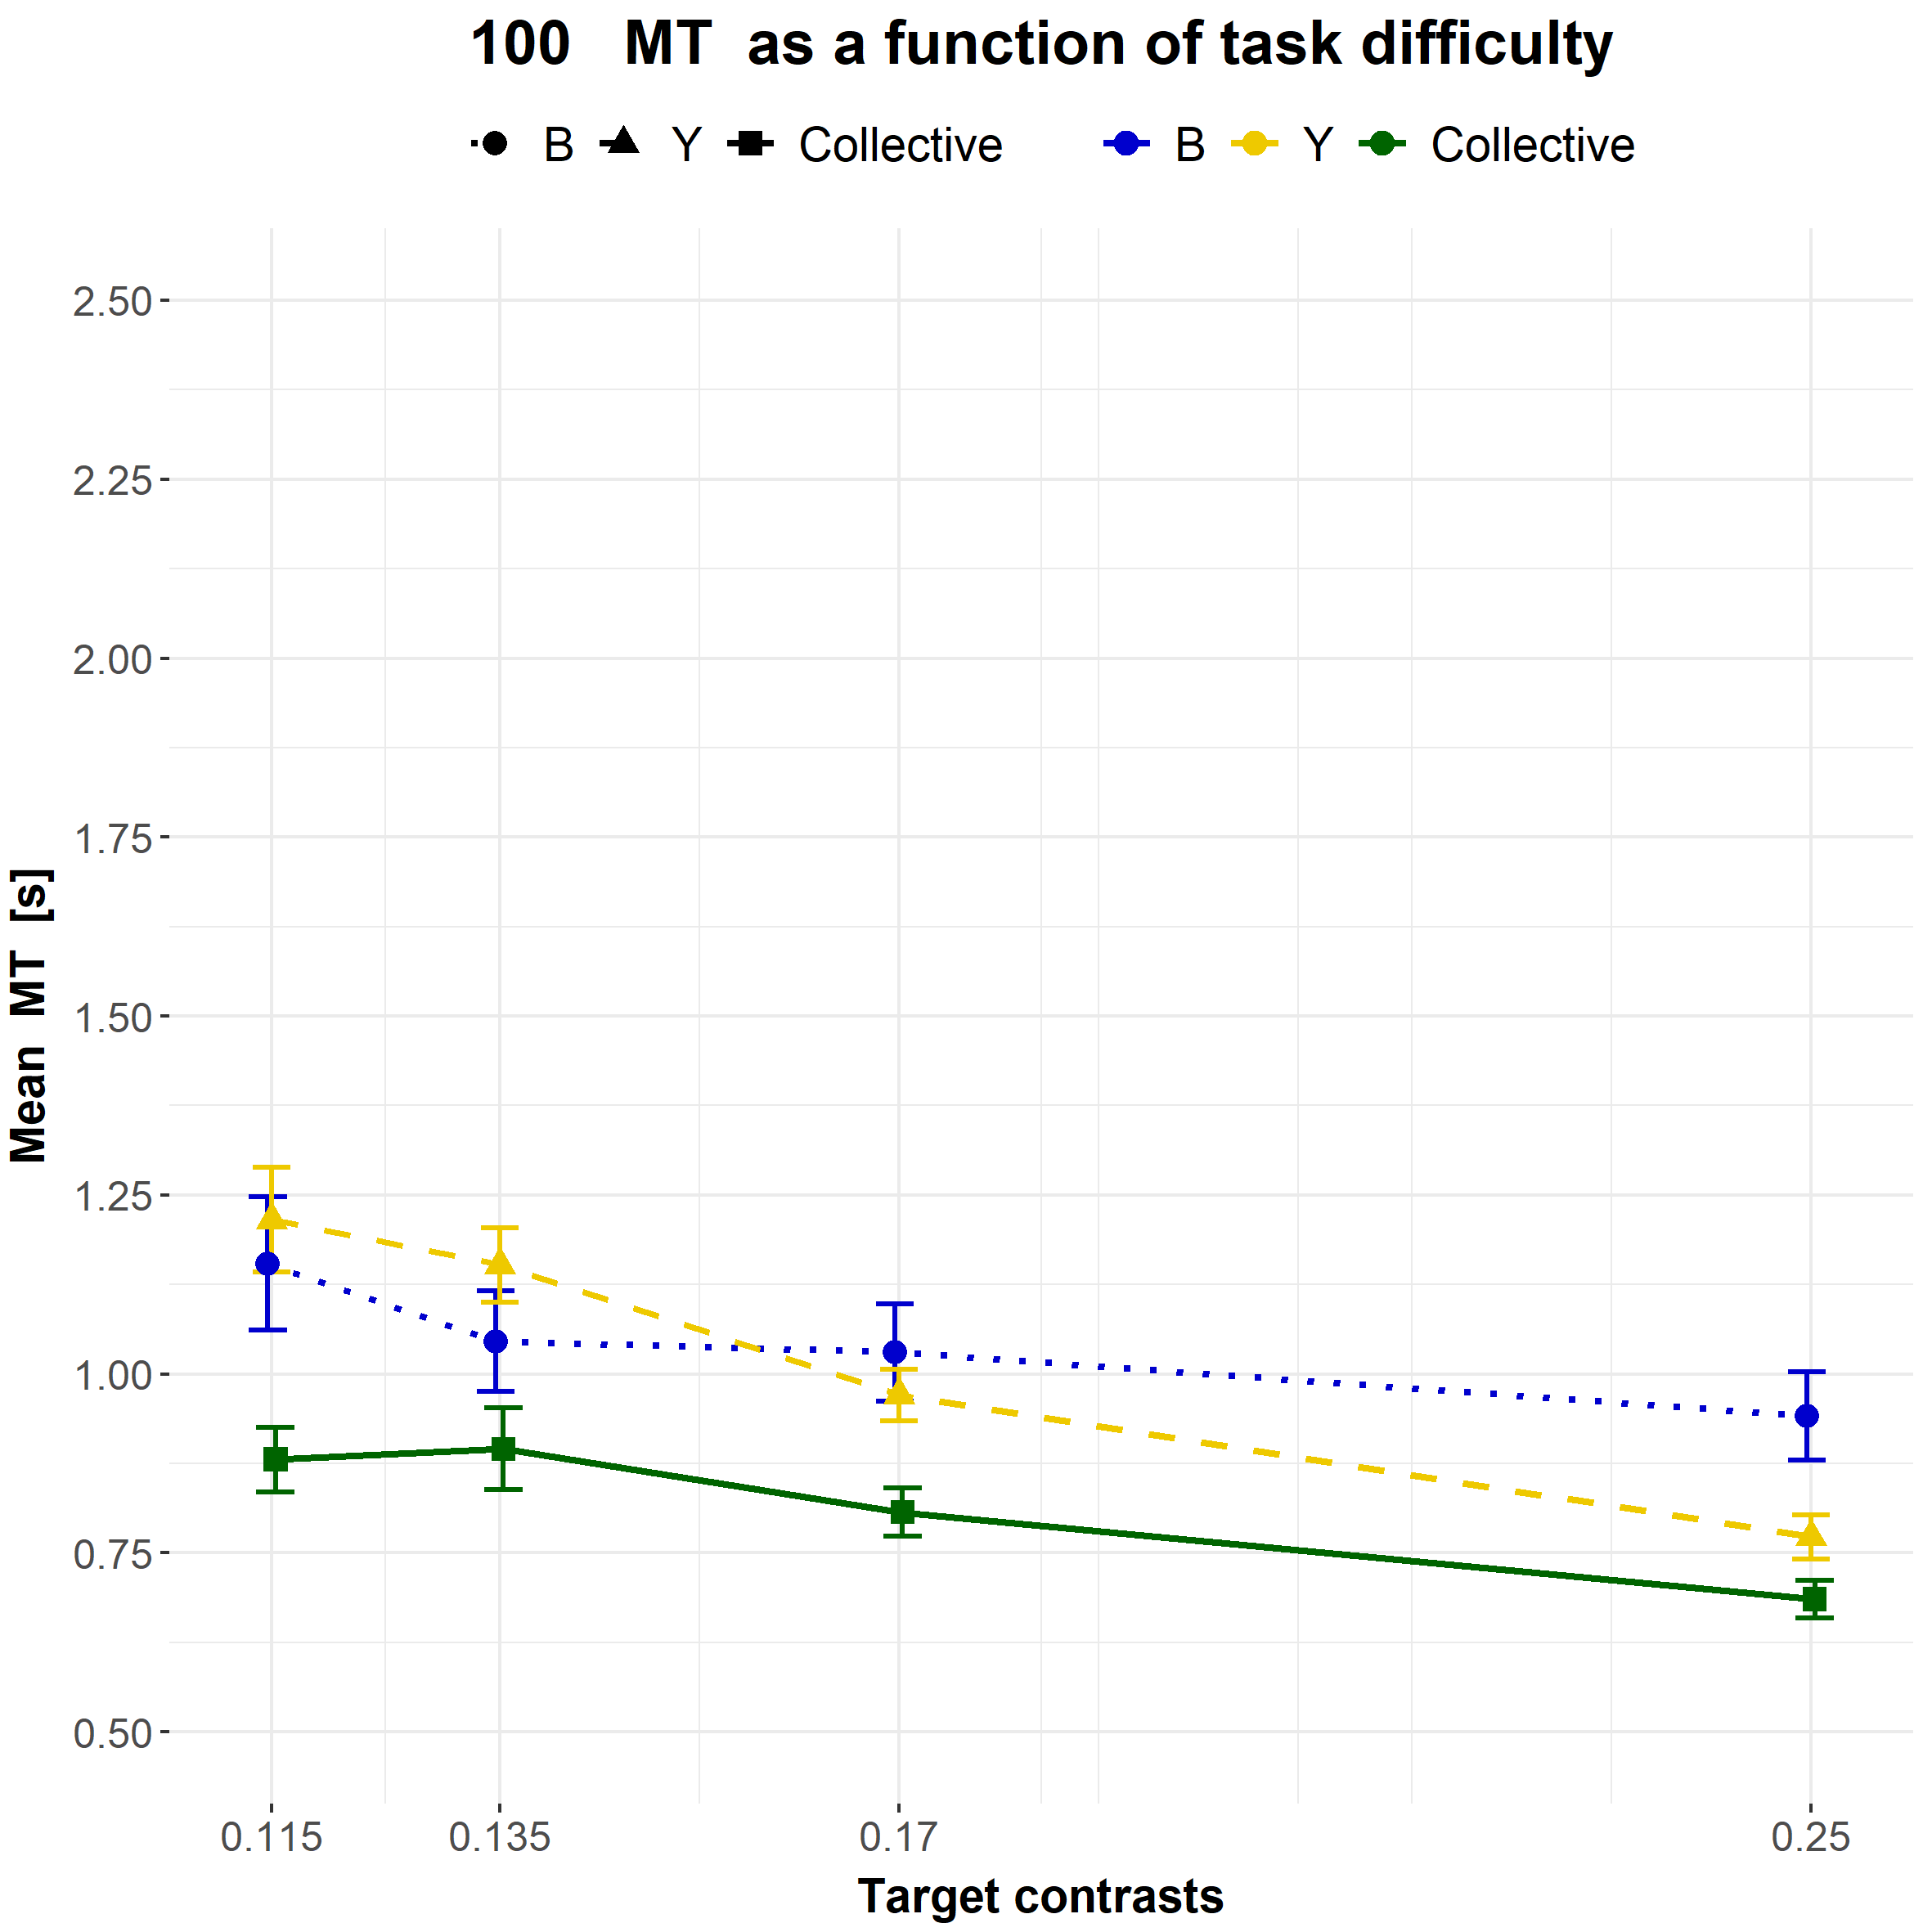 100 MT as a function of task difficulty
B Y Collective B Y Collective
2.50
2.25
2.00
1.75
1.50
1.25
1.00
0.75
0.50
Mean MT [s]
0.115 0.135 0.17 0.25
Target contrasts